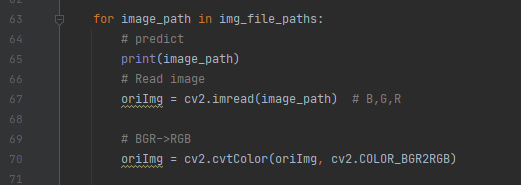 63 for image_path in img_file_paths:
64 # predict
65 print(image_path)
66 # Read image
67 oriImg = cv2.imread(image_path)  # B,G,R
68
69 # BGR->RGB
70 oriImg = cv2.cvtColor(oriImg, cv2.COLOR_BGR2RGB)
71